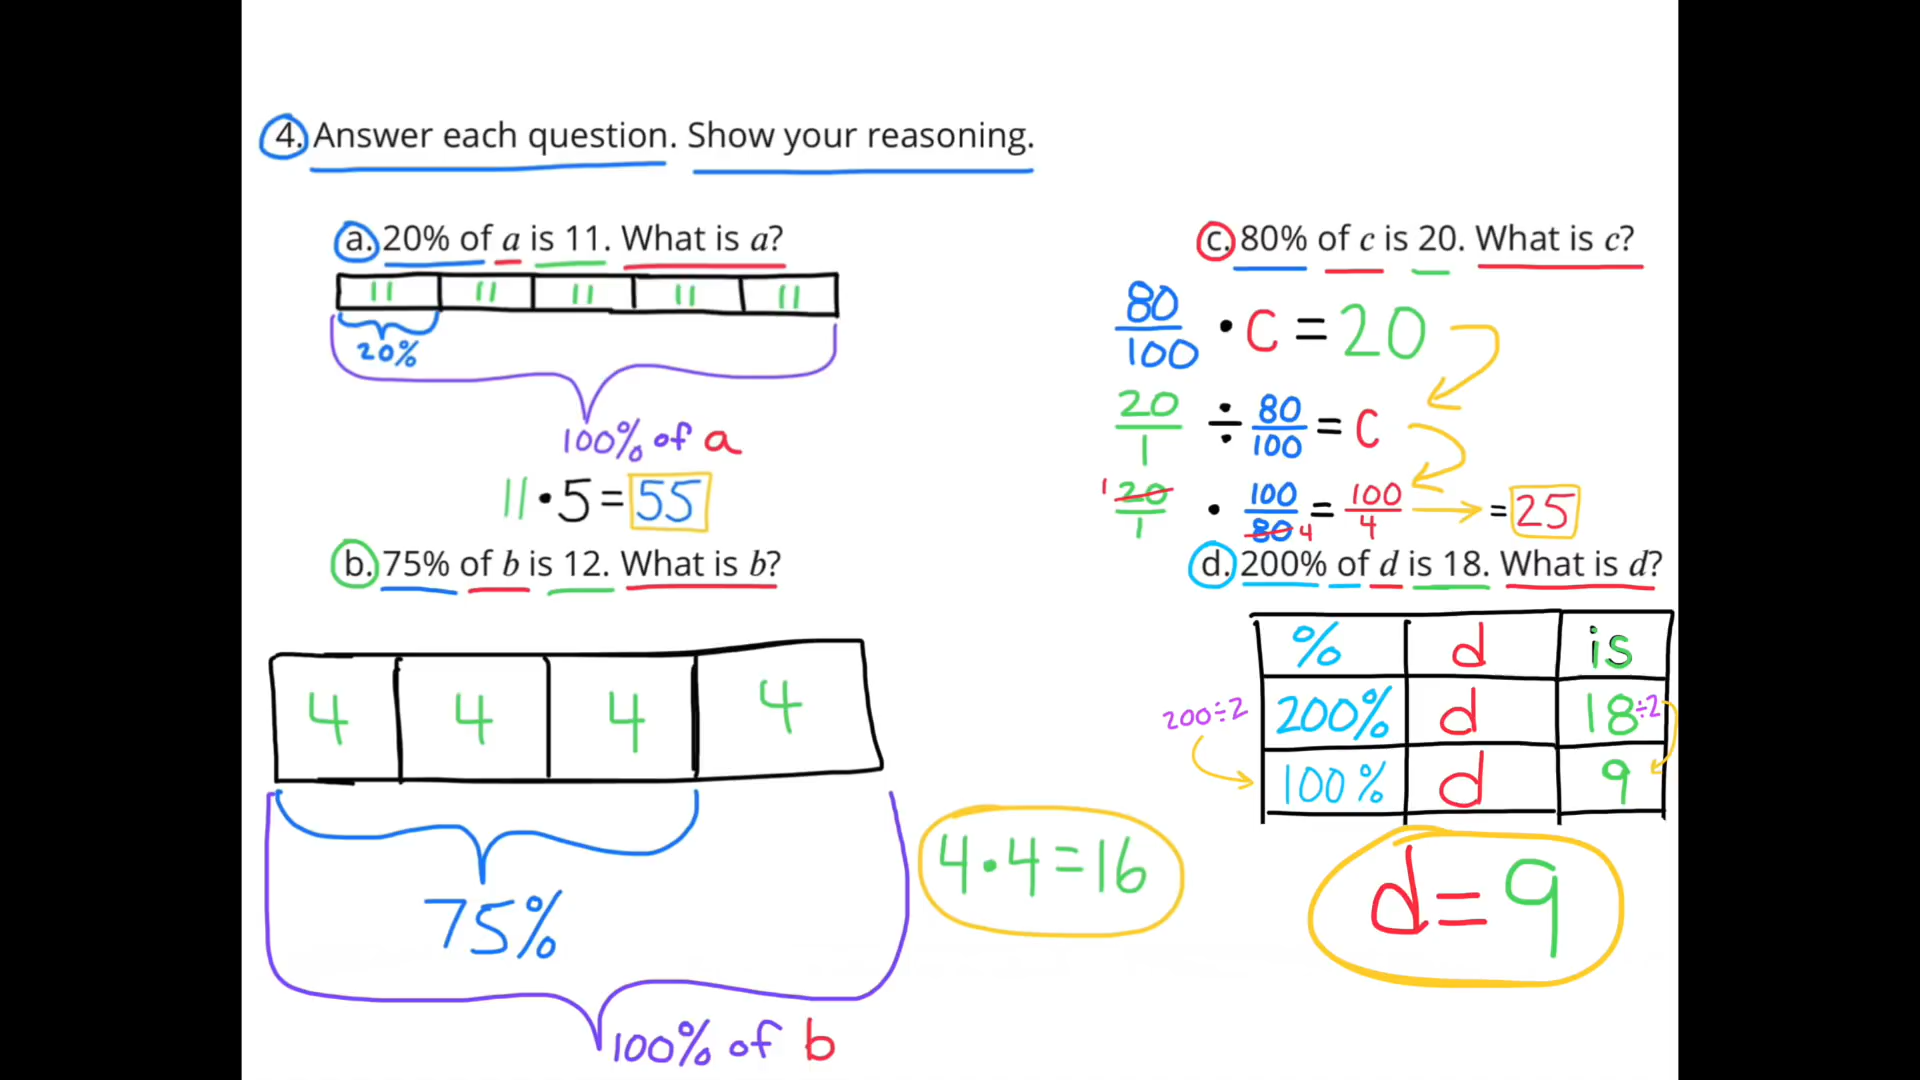 4. Answer each question. Show your reasoning.
a. 20% of a is 11. What is a?
11 11 11 11 11
20%
100% of a
11 • 5 = 55
b. 75% of b is 12. What is b?
4 4 4 4
75%
100% of b
4 • 4 = 16
c. 80% of c is 20. What is c?
80/100 • c = 20
20/1 ÷ 80/100 = c
1 20/1 • 100/80 4 = 100/4 = 25
d. 200% of d is 18. What is d?
% d is
200÷2 200% d 18 ÷2
100% d 9
d = 9